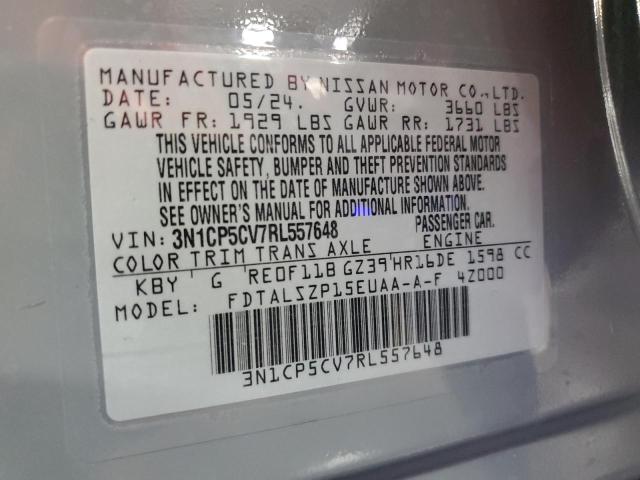 MANUFACTURED BY NISSAN MOTOR CO.,LTD.
DATE: 05/24. GVWR: 3660 LBS
GAWR FR: 1929 LBS GAWR RR: 1731 LBS
THIS VEHICLE CONFORMS TO ALL APPLICABLE FEDERAL MOTOR
VEHICLE SAFETY, BUMPER AND THEFT PREVENTION STANDARDS
IN EFFECT ON THE DATE OF MANUFACTURE SHOWN ABOVE.
SEE OWNER'S MANUAL FOR ADDITIONAL INFORMATION.
VIN: 3N1CP5CV7RL557648 PASSENGER CAR.
COLOR TRIM TRANS AXLE ENGINE
KBY G RE0F11B GZ39 HR16DE 1598 CC
MODEL: FDTALSZP15EUAA-A-F 4Z000
3N1CP5CV7RL557648